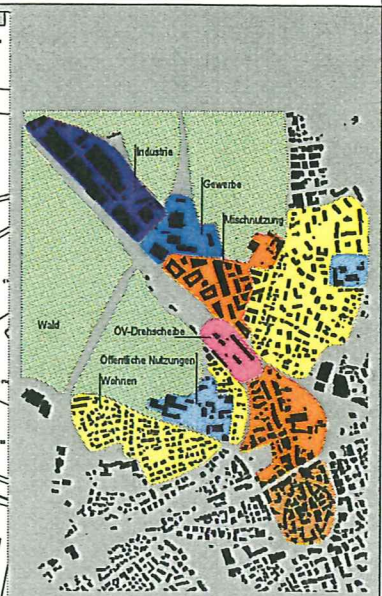 Industrie
Gewerbe
Mischnutzung
Wald
ÖV-Drehscheibe
Öffentliche Nutzungen
Wohnen